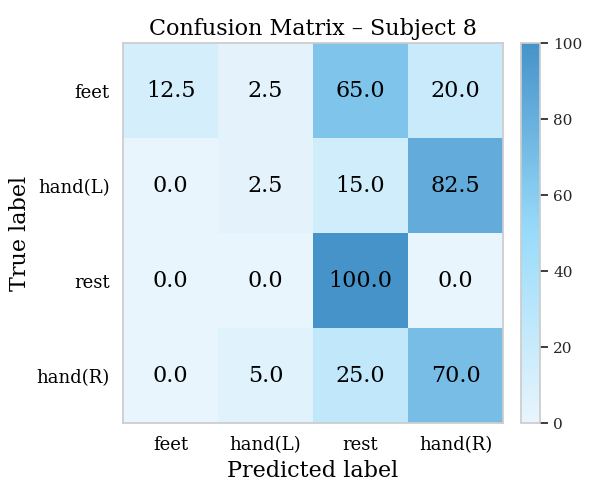 Confusion Matrix – Subject 8
feet 12.5 2.5 65.0 20.0
hand(L) 0.0 2.5 15.0 82.5
rest 0.0 0.0 100.0 0.0
hand(R) 0.0 5.0 25.0 70.0
feet hand(L) rest hand(R)
Predicted label
True label
100
80
60
40
20
0